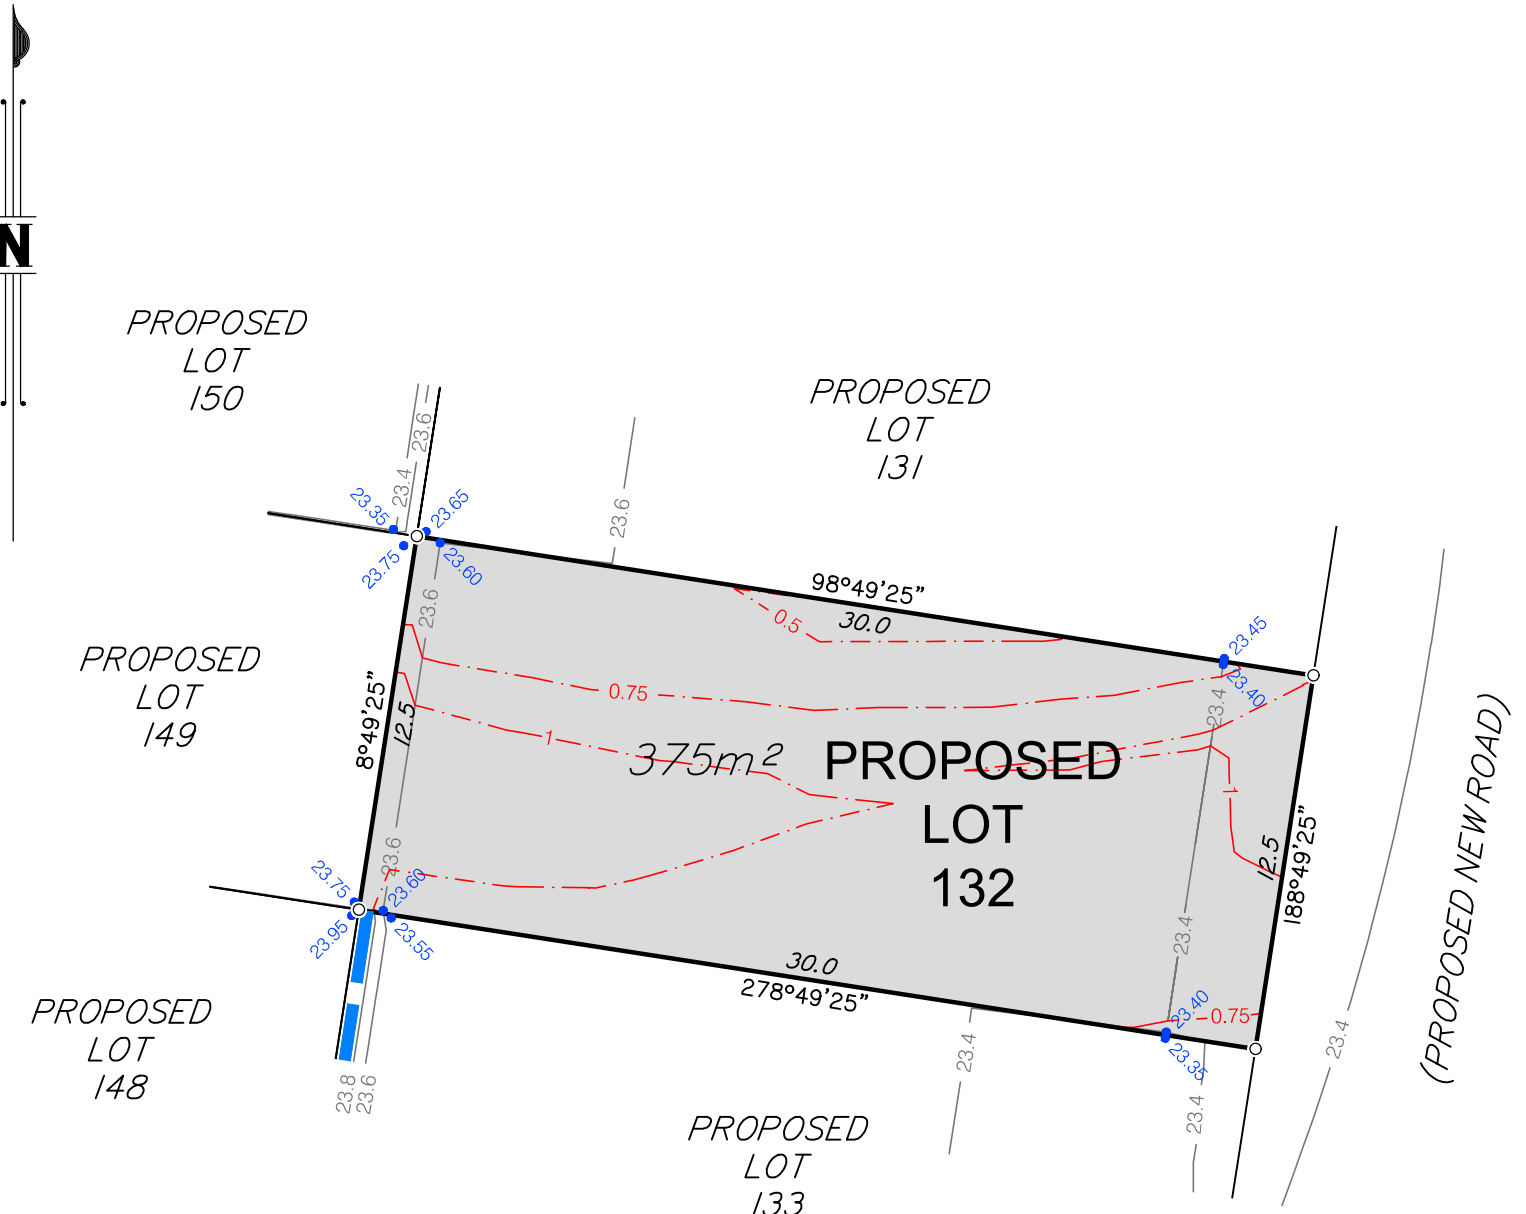 N
PROPOSED
LOT
150
PROPOSED
LOT
131
23.6
23.4
23.6
23.35
23.65
23.75
23.60
98°49'25"
30.0
23.45
23.40
23.4
0.5
23.6
0.75
PROPOSED
LOT
149
8°49'25"
12.5
1
375m²
PROPOSED
LOT
132
1
12.5
188°49'25"
(PROPOSED NEW ROAD)
23.6
23.75
23.60
23.95
23.55
30.0
278°49'25"
23.4
23.40
0.75
23.35
23.4
23.4
23.4
PROPOSED
LOT
148
23.8
23.6
PROPOSED
LOT
133